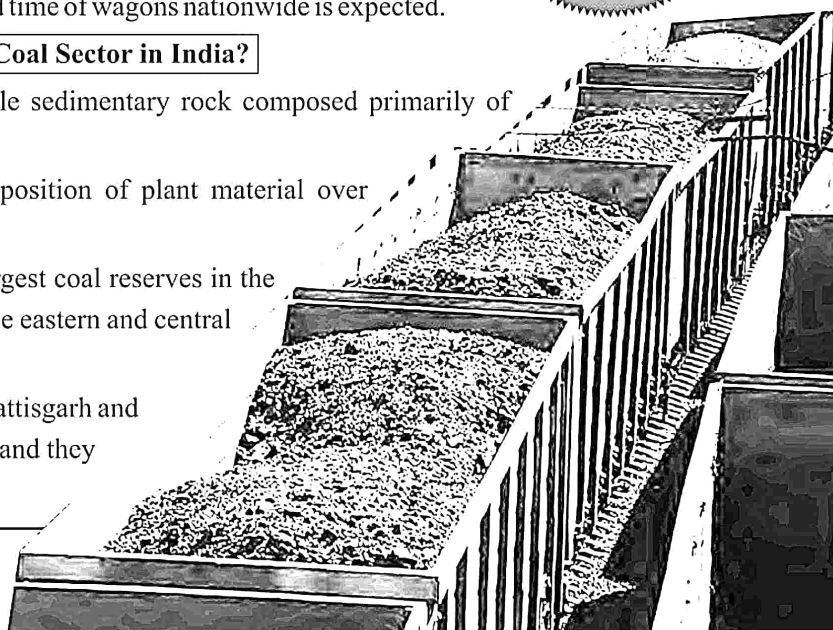 time of wagons nationwide is expected.
Coal Sector in India?
le sedimentary rock composed primarily of
position of plant material over
rgest coal reserves in the
e eastern and central
attisgarh and
and they